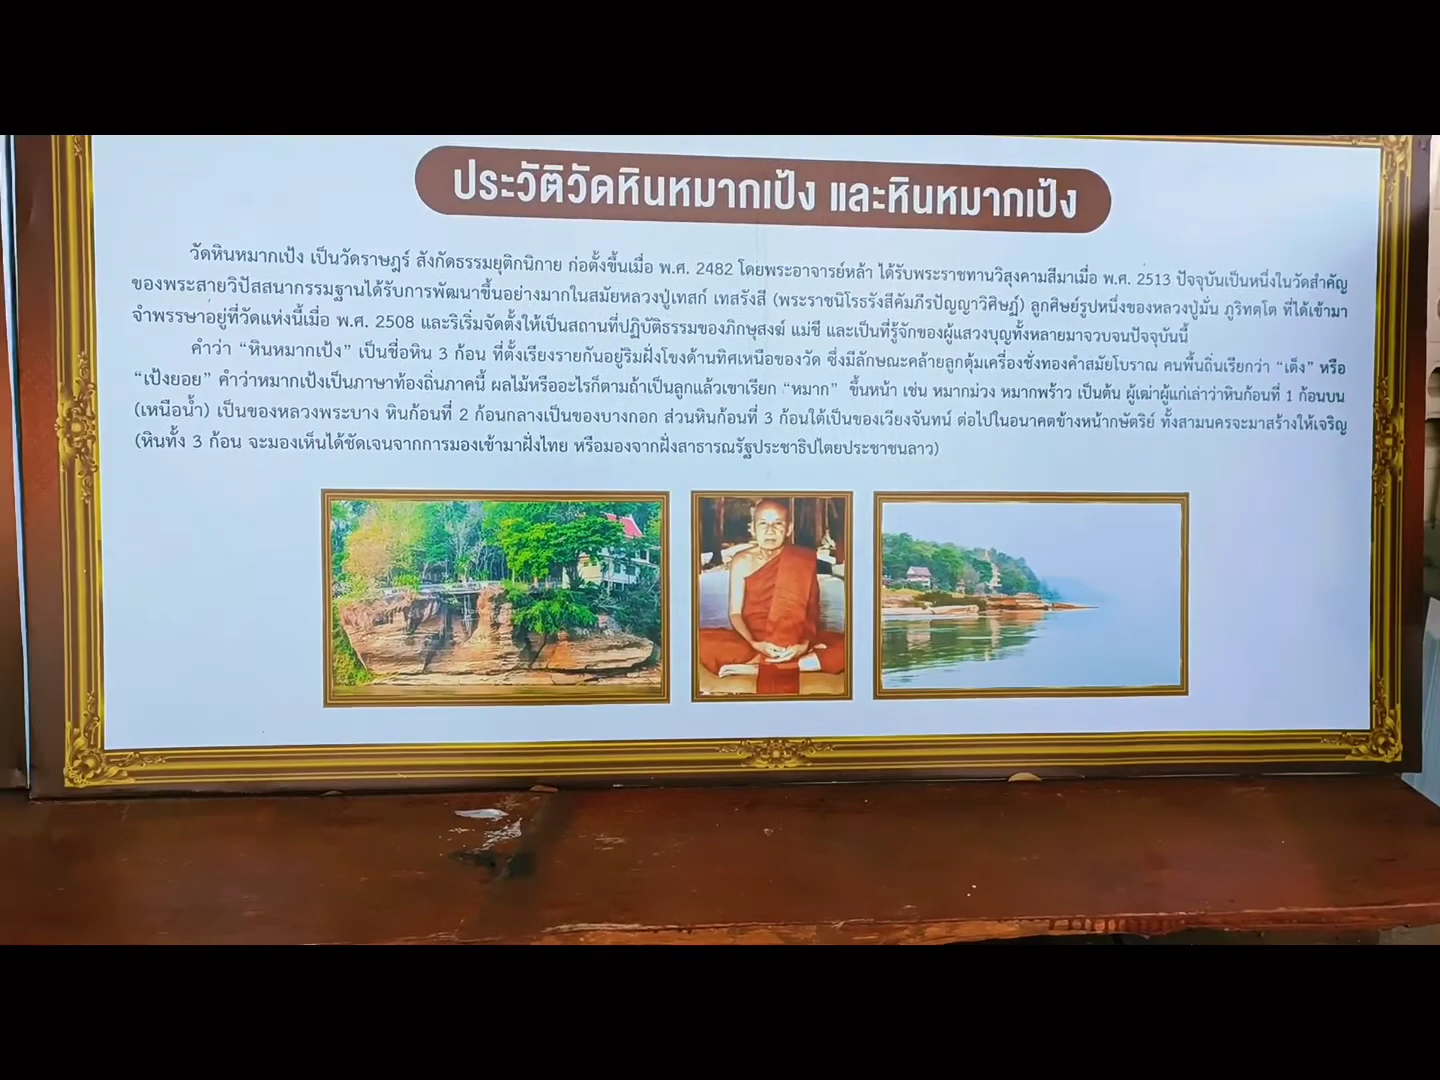 ประวัติวัดหินหมากเป้ง และหินหมากเป้ง
วัดหินหมากเป้ง เป็นวัดราษฎร์ สังกัดธรรมยุติกนิกาย ก่อตั้งขึ้นเมื่อ พ.ศ. 2482 โดยพระอาจารย์หล้า ได้รับพระราชทานวิสุงคามสีมาเมื่อ พ.ศ. 2513 ปัจจุบันเป็นหนึ่งในวัดสำคัญ
ของพระสายวิปัสสนากรรมฐานได้รับการพัฒนาขึ้นอย่างมากในสมัยหลวงปู่เทสก์ เทสรังสี (พระราชนิโรธรังสีคัมภีรปัญญาวิศิษฏ์) ลูกศิษย์รูปหนึ่งของหลวงปู่มั่น ภูริทตฺโต ที่ได้เข้ามา
จำพรรษาอยู่ที่วัดแห่งนี้เมื่อ พ.ศ. 2508 และริเริ่มจัดตั้งให้เป็นสถานที่ปฏิบัติธรรมของภิกษุสงฆ์ แม่ชี และเป็นที่รู้จักของผู้แสวงบุญทั้งหลายมาจวบจนปัจจุบันนี้
คำว่า “หินหมากเป้ง” เป็นชื่อหิน 3 ก้อน ที่ตั้งเรียงรายกันอยู่ริมฝั่งโขงด้านทิศเหนือของวัด ซึ่งมีลักษณะคล้ายลูกตุ้มเครื่องชั่งทองคำสมัยโบราณ คนพื้นถิ่นเรียกว่า “เต็ง” หรือ
“เป้งยอย” คำว่าหมากเป้งเป็นภาษาท้องถิ่นภาคนี้ ผลไม้หรืออะไรก็ตามถ้าเป็นลูกแล้วเขาเรียก “หมาก” ขึ้นหน้า เช่น หมากม่วง หมากพร้าว เป็นต้น ผู้เฒ่าผู้แก่เล่าว่าหินก้อนที่ 1 ก้อนบน
(เหนือน้ำ) เป็นของหลวงพระบาง หินก้อนที่ 2 ก้อนกลางเป็นของบางกอก ส่วนหินก้อนที่ 3 ก้อนใต้เป็นของเวียงจันทน์ ต่อไปในอนาคตข้างหน้ากษัตริย์ ทั้งสามนครจะมาสร้างให้เจริญ
(หินทั้ง 3 ก้อน จะมองเห็นได้ชัดเจนจากการมองเข้ามาฝั่งไทย หรือมองจากฝั่งสาธารณรัฐประชาธิปไตยประชาชนลาว)